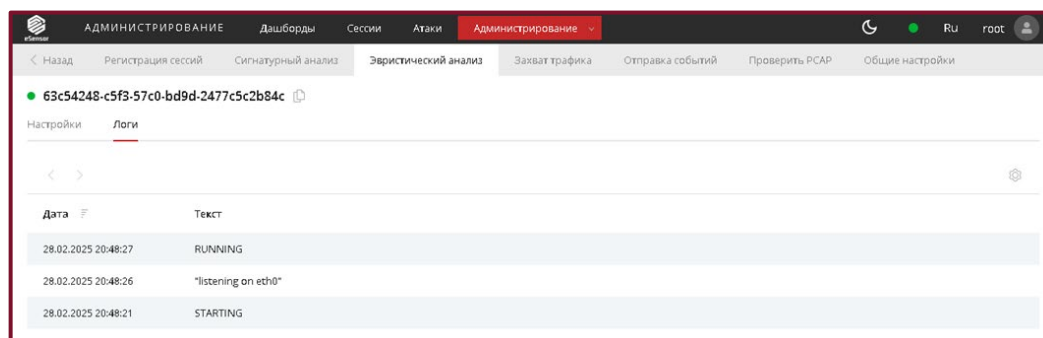 eSensor АДМИНИСТРИРОВАНИЕ Дашборды Сессии Атаки Администрирование Ru root
Назад Регистрация сессий Сигнатурный анализ Эвристический анализ Захват трафика Отправка событий Проверить PCAP Общие настройки
63c54248-c5f3-57c0-bd9d-2477c5c2b84c
Настройки Логи
Дата Текст
28.02.2025 20:48:27 RUNNING
28.02.2025 20:48:26 "listening on eth0"
28.02.2025 20:48:21 STARTING